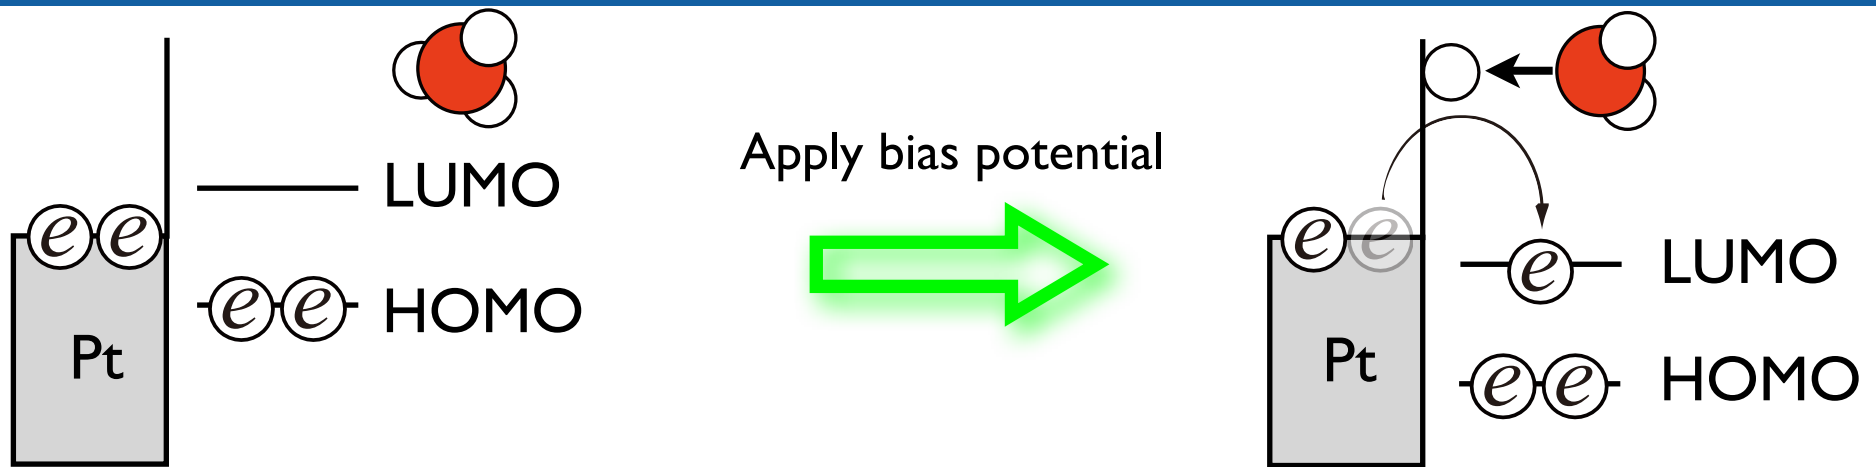 LUMO
e e
e e
HOMO
Pt
Apply bias potential
e e
e
LUMO
Pt
e e
HOMO